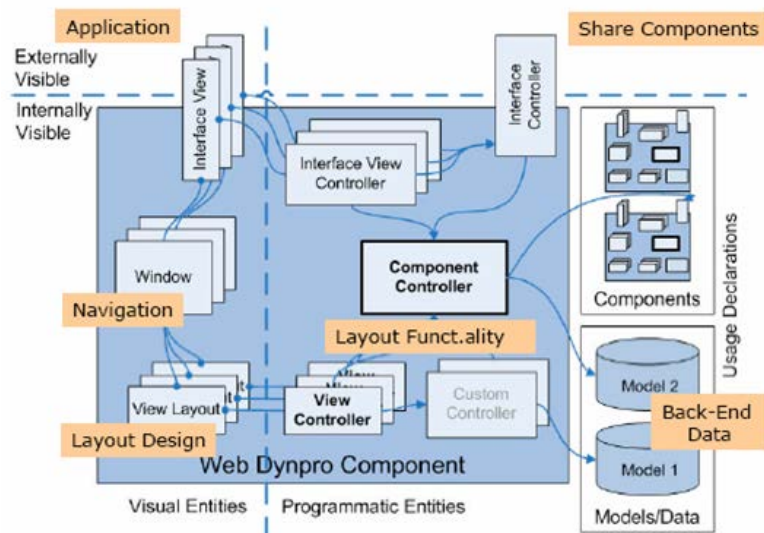 Application
Share Components
Externally
Visible
Internally
Visible
Interface View
Interface
Controller
Interface View
Controller
Component
Controller
Window
Navigation
Layout Funct.ality
Components
Usage Declarations
View
View
View Layout
View
Controller
Custom
Controller
Layout Design
Web Dynpro Component
Model 2
Back-End
Data
Model 1
Visual Entities
Programmatic Entities
Models/Data